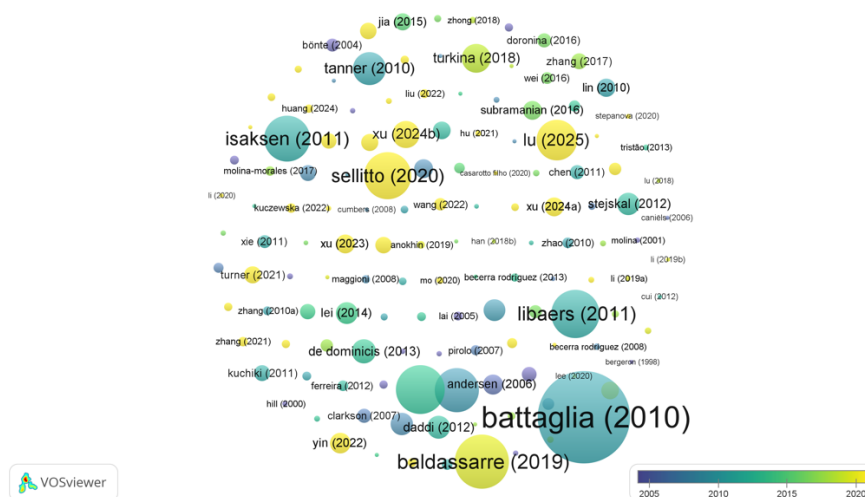 jia (2015)
zhong (2018)
doronina (2016)
bönte (2004)
turkina (2018)
zhang (2017)
tanner (2010)
wei (2016)
lin (2010)
liu (2022)
huang (2024)
subramanian (2016)
stepanova (2020)
isaksen (2011)
xu (2024b)
hu (2021)
lu (2025)
tristão (2013)
molina-morales (2017)
sellitto (2020)
casarotto filho (2020)
chen (2011)
lu (2018)
li (2020)
kuczewska (2022)
cumbers (2008)
wang (2022)
xu (2024a)
stejskal (2012)
caniëls (2006)
xie (2011)
xu (2023)
anokhin (2019)
han (2018b)
zhao (2010)
molina (2001)
li (2019b)
turner (2021)
maggioni (2008)
mo (2020)
becerra rodriguez (2013)
li (2019a)
cui (2012)
zhang (2010a)
lei (2014)
lai (2005)
libaers (2011)
zhang (2021)
de dominicis (2013)
pirolo (2007)
becerra rodriguez (2008)
bergeron (1998)
kuchiki (2011)
ferreira (2012)
andersen (2006)
lee (2020)
hill (2000)
clarkson (2007)
daddi (2012)
battaglia (2010)
yin (2022)
baldassarre (2019)
VOSviewer
2005 2010 2015 2020